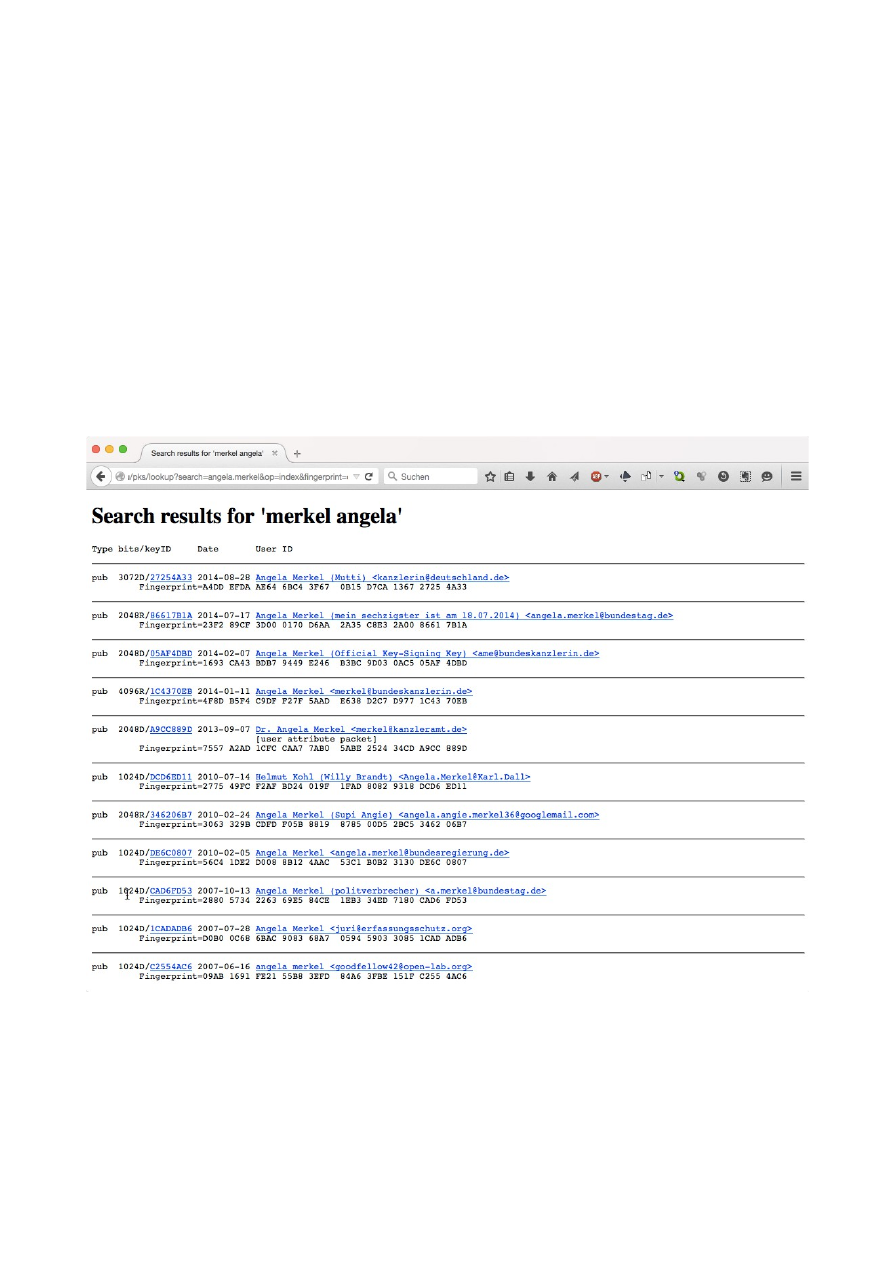 Search results for 'merkel angela'
/pks/lookup?search=angela.merkel&op=index&fingerprint=
Suchen
Search results for 'merkel angela'
Type bits/keyID Date User ID
pub 3072D/27254A33 2014-08-28 Angela Merkel (Mutti) <kanzlerin@deutschland.de>
Fingerprint=A4DD EFDA AE64 6BC4 3F67 0B15 D7CA 1367 2725 4A33
pub 2048R/86617B1A 2014-07-17 Angela Merkel (mein sechzigster ist am 18.07.2014) <angela.merkel@bundestag.de>
Fingerprint=23F2 89CF 3D00 0170 D6AA 2A35 C8E3 2A00 8661 7B1A
pub 2048D/05AF4DBD 2014-02-07 Angela Merkel (Official Key-Signing Key) <ame@bundeskanzlerin.de>
Fingerprint=1693 CA43 BDB7 9449 E246 B3BC 9D03 0AC5 05AF 4DBD
pub 4096R/1C4370EB 2014-01-11 Angela Merkel <merkel@bundeskanzlerin.de>
Fingerprint=4F8D B5F4 C9DF F27F 5AAD E638 D2C7 D977 1C43 70EB
pub 2048D/A9CC889D 2013-09-07 Dr. Angela Merkel <merkel@kanzleramt.de>
[user attribute packet]
Fingerprint=7557 A2AD 1CFC CAA7 7AB0 5ABE 2524 34CD A9CC 889D
pub 1024D/DCD6ED11 2010-07-14 Helmut Kohl (Willy Brandt) <Angela.Merkel@Karl.Dall>
Fingerprint=2775 49FC F2AF BD24 019F 1FAD 8082 9318 DCD6 ED11
pub 2048R/346206B7 2010-02-24 Angela Merkel (Supi Angie) <angela.angie.merkel36@googlemail.com>
Fingerprint=3063 329B CDFD F05B 8819 8785 00D5 2BC5 3462 06B7
pub 1024D/DE6C0807 2010-02-05 Angela Merkel <angela.merkel@bundesregierung.de>
Fingerprint=56C4 1DE2 D008 8B12 4AAC 53C1 B0B2 3130 DE6C 0807
pub 1024D/CAD6FD53 2007-10-13 Angela Merkel (politverbrecher) <a.merkel@bundestag.de>
Fingerprint=2880 5734 2263 69E5 84CE 1EB3 34ED 7180 CAD6 FD53
pub 1024D/1CADADB6 2007-07-28 Angela Merkel <juri@erfassungsschutz.org>
Fingerprint=D0B0 0C68 6BAC 9083 68A7 0594 5903 3085 1CAD ADB6
pub 1024D/C2554AC6 2007-06-16 angela merkel <goodfellow42@open-lab.org>
Fingerprint=09AB 1691 FE21 55B8 3EFD 84A6 3FBE 151F C255 4AC6